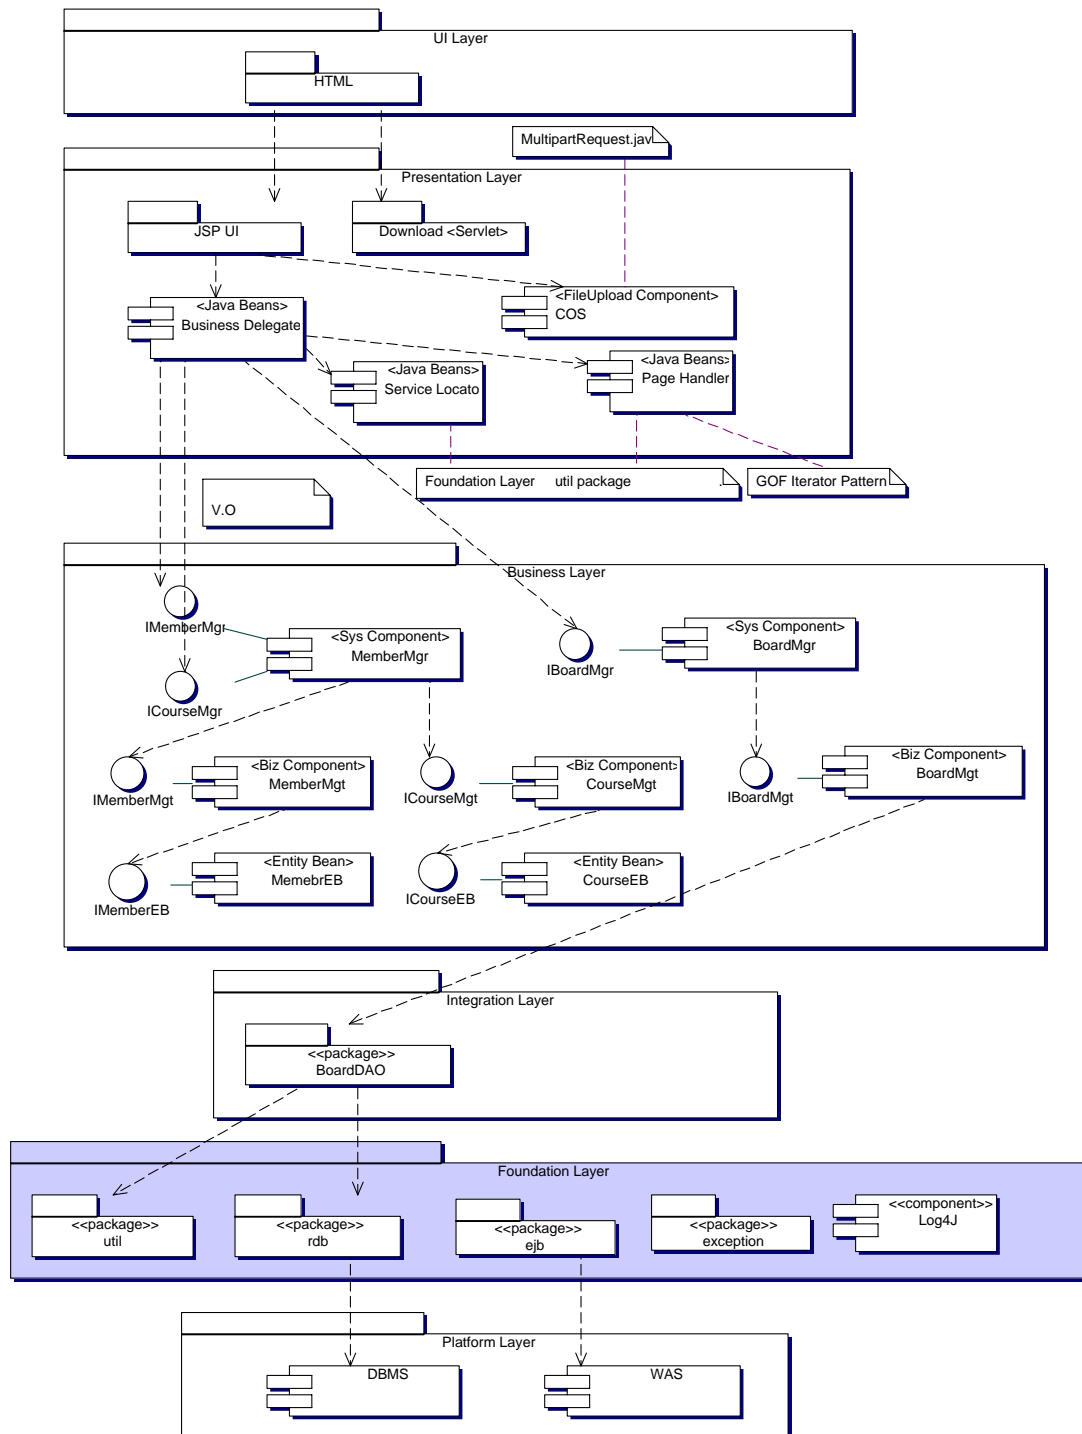 UI Layer
HTML
MultipartRequest.jav
Presentation Layer
JSP UI
Download <Servlet>
<Java Beans>
Business Delegate
<FileUpload Component>
COS
<Java Beans>
Service Locato
<Java Beans>
Page Handler
Foundation Layer util package .
GOF Iterator Pattern
V.O
Business Layer
IMemberMgr
<Sys Component>
MemberMgr
ICourseMgr
IBoardMgr
<Sys Component>
BoardMgr
IMemberMgt
<Biz Component>
MemberMgt
ICourseMgt
<Biz Component>
CourseMgt
IBoardMgt
<Biz Component>
BoardMgt
IMemberEB
<Entity Bean>
MemebrEB
ICourseEB
<Entity Bean>
CourseEB
Integration Layer
<<package>>
BoardDAO
Foundation Layer
<<package>>
util
<<package>>
rdb
<<package>>
ejb
<<package>>
exception
<<component>>
Log4J
Platform Layer
DBMS
WAS